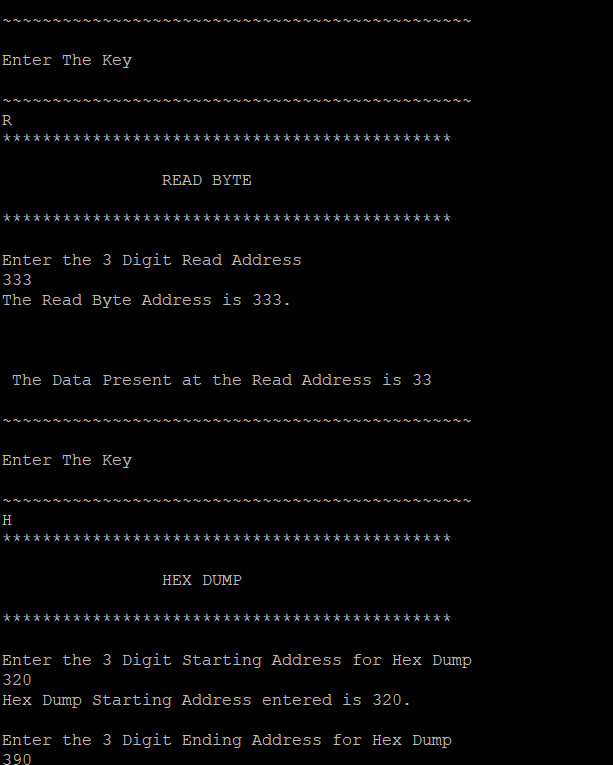 ~~~~~~~~~~~~~~~~~~~~~~~~~~~~~~~~~~~~~~~~~~~~~~~
Enter The Key
~~~~~~~~~~~~~~~~~~~~~~~~~~~~~~~~~~~~~~~~~~~~~~~
R
*********************************************
READ BYTE
*********************************************
Enter the 3 Digit Read Address
333
The Read Byte Address is 333.
The Data Present at the Read Address is 33
~~~~~~~~~~~~~~~~~~~~~~~~~~~~~~~~~~~~~~~~~~~~~~~
Enter The Key
~~~~~~~~~~~~~~~~~~~~~~~~~~~~~~~~~~~~~~~~~~~~~~~
H
*********************************************
HEX DUMP
*********************************************
Enter the 3 Digit Starting Address for Hex Dump
320
Hex Dump Starting Address entered is 320.
Enter the 3 Digit Ending Address for Hex Dump
390